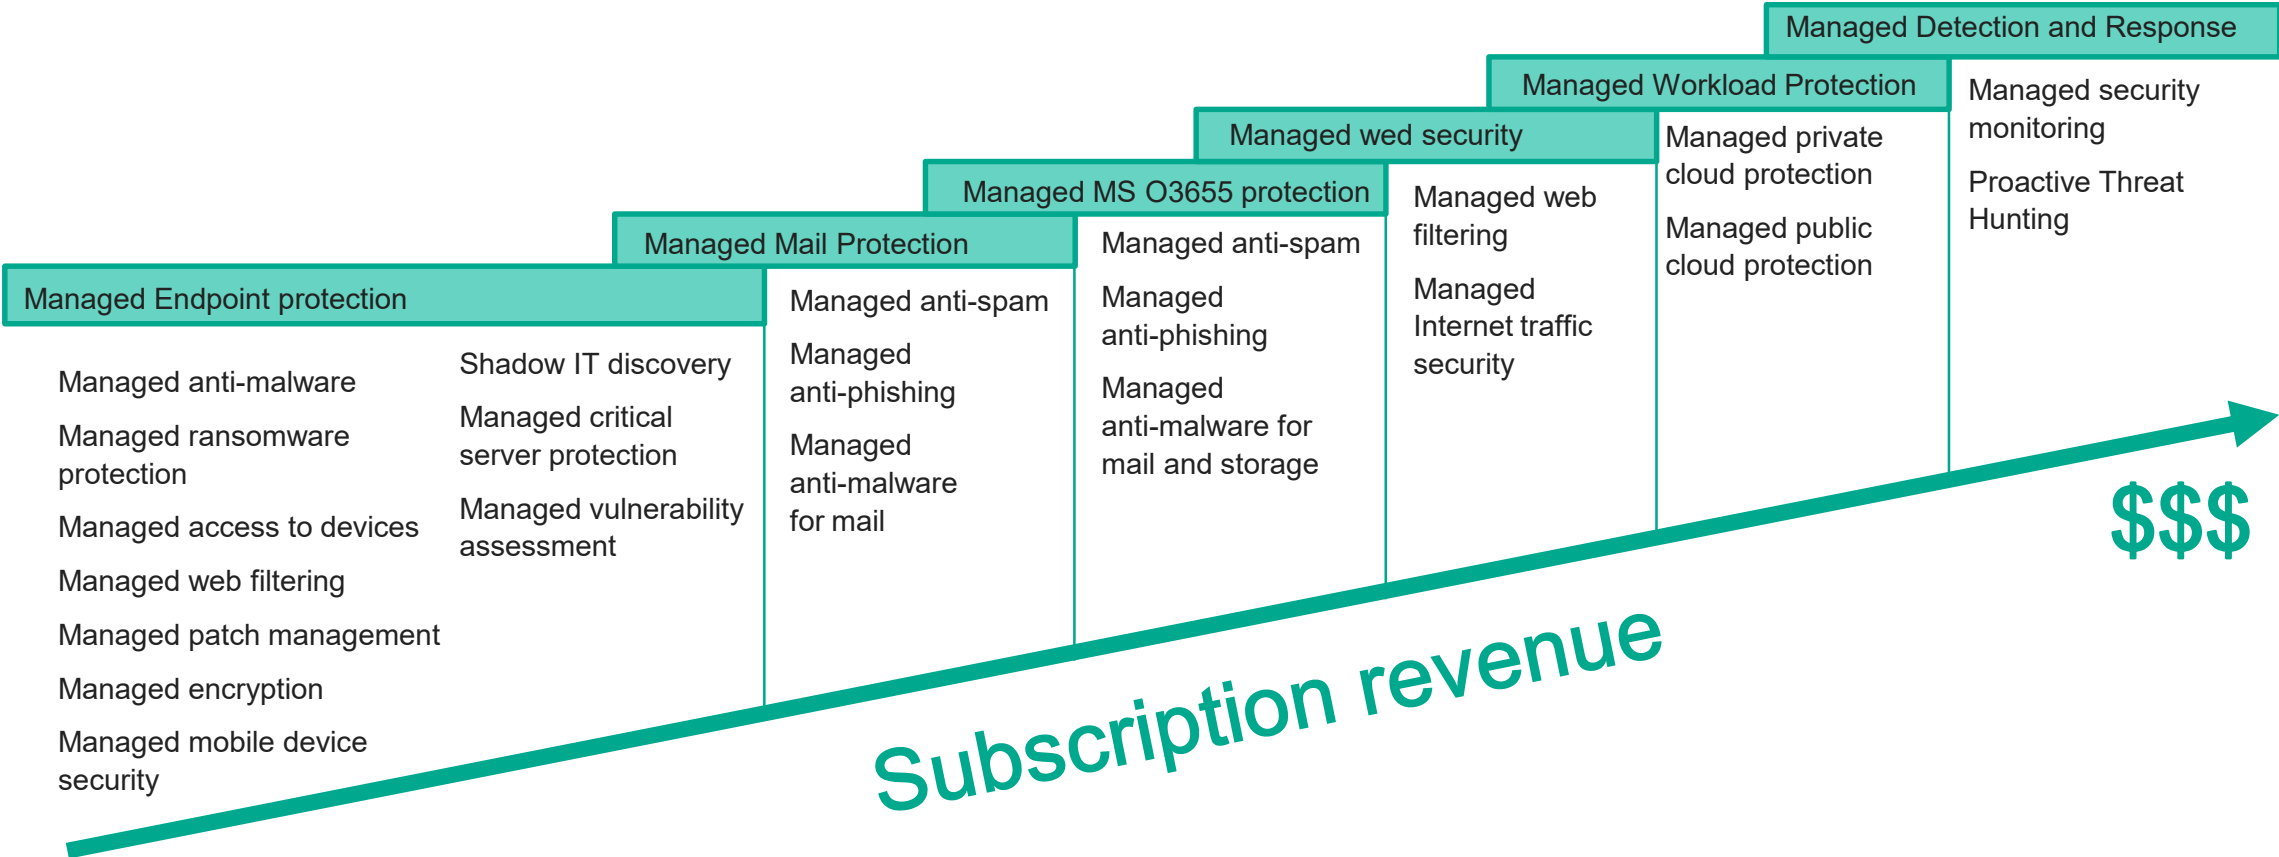 Managed Detection and Response
Managed security
monitoring
Proactive Threat
Hunting
Managed Workload Protection
Managed private
cloud protection
Managed public
cloud protection
Managed wed security
Managed web
filtering
Managed
Internet traffic
security
Managed MS O3655 protection
Managed anti-spam
Managed
anti-phishing
Managed
anti-malware for
mail and storage
Managed Mail Protection
Managed anti-spam
Managed
anti-phishing
Managed
anti-malware
for mail
Managed Endpoint protection
Managed anti-malware
Managed ransomware
protection
Managed access to devices
Managed web filtering
Managed patch management
Managed encryption
Managed mobile device
security
Shadow IT discovery
Managed critical
server protection
Managed vulnerability
assessment
Subscription revenue
$$$